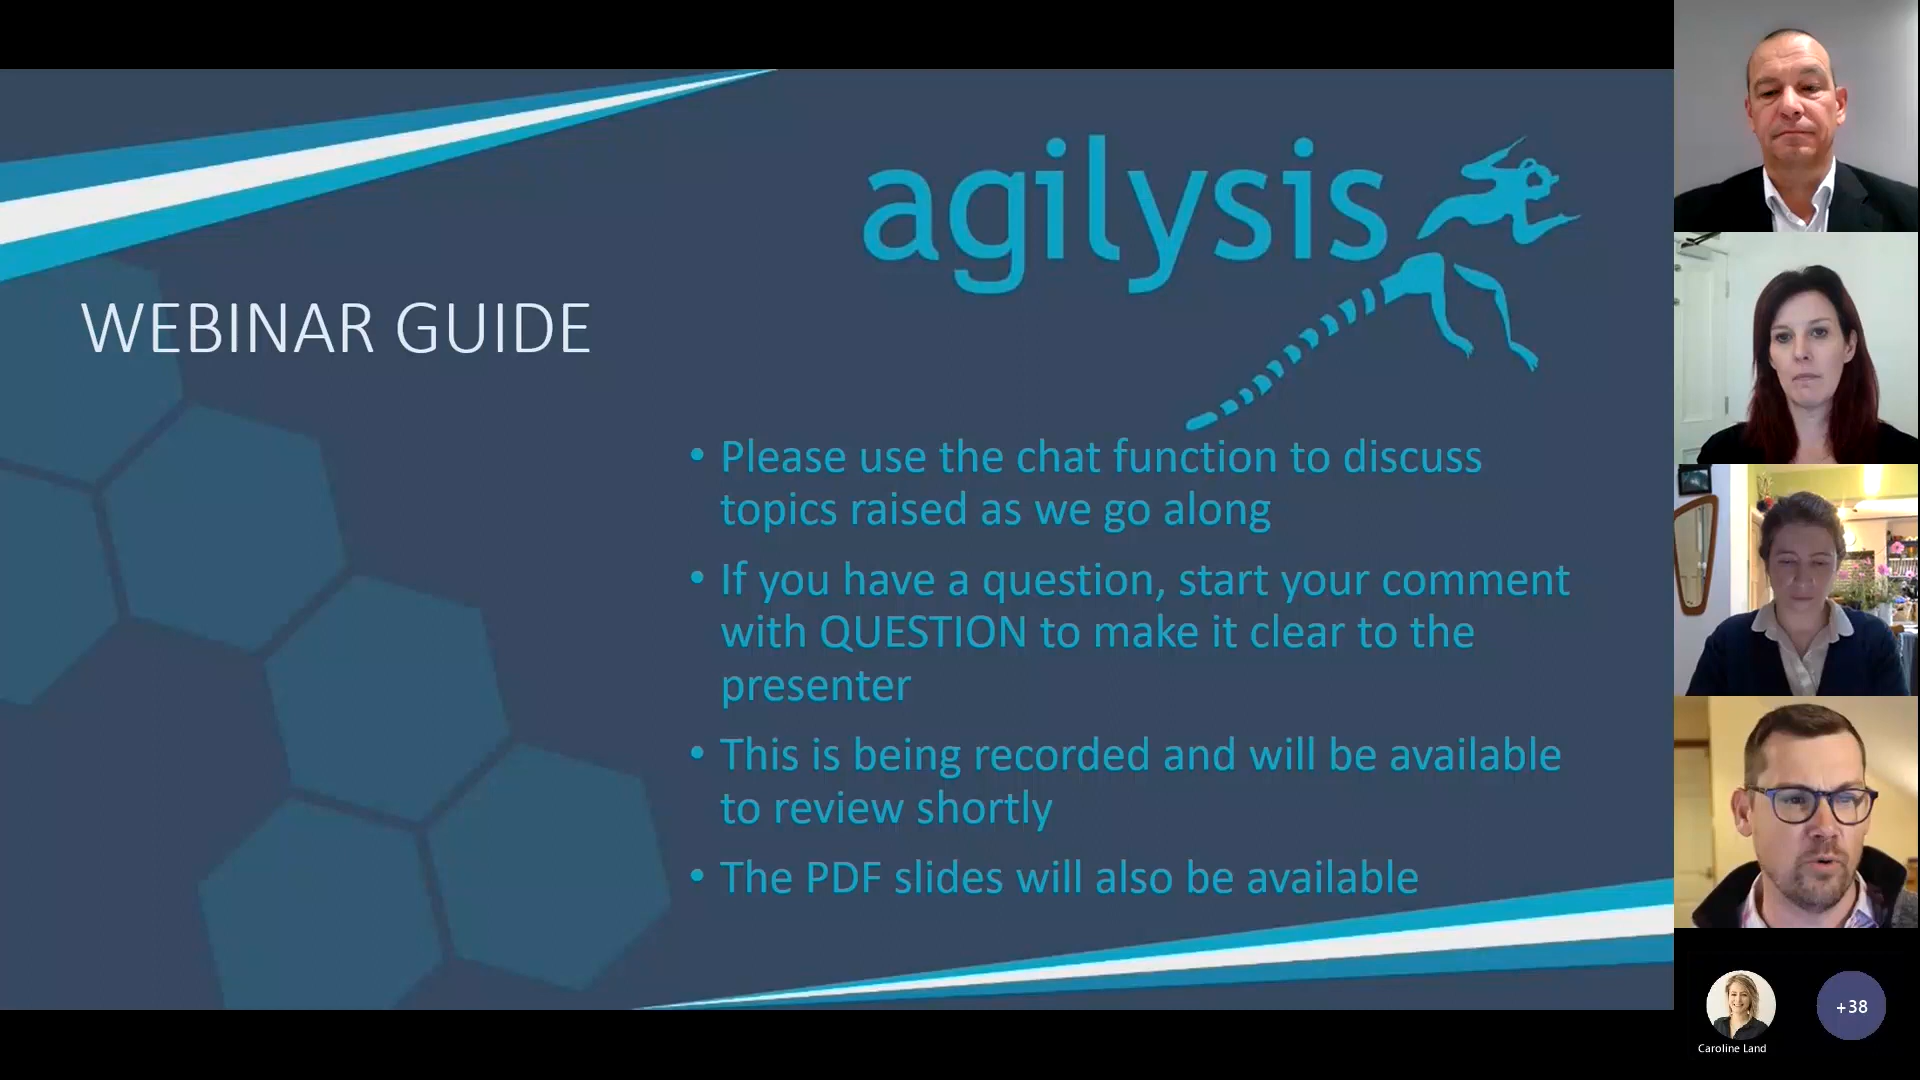 agilysis
WEBINAR GUIDE
• Please use the chat function to discuss
topics raised as we go along
• If you have a question, start your comment
with QUESTION to make it clear to the
presenter
• This is being recorded and will be available
to review shortly
• The PDF slides will also be available
+38
Caroline Land